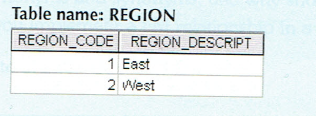 Table name: REGION
REGION_CODE REGION_DESCRIPT
1 East
2 West